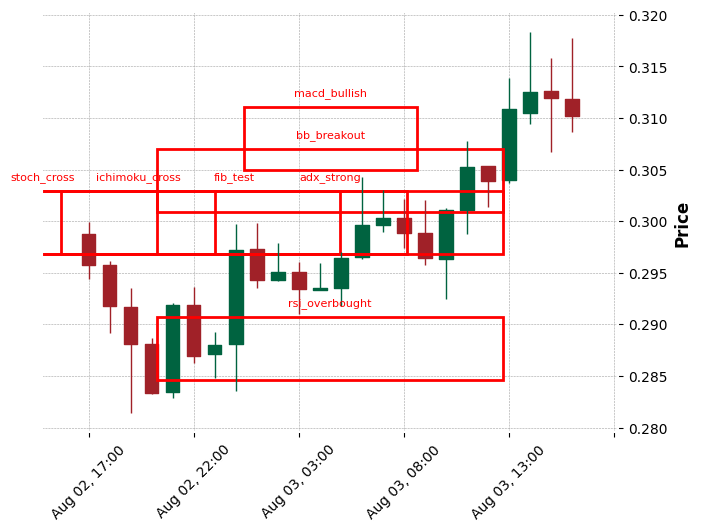 0.320
0.315
macd_bullish
0.310
bb_breakout
0.305
stoch_cross ichimoku_cross fib_test adx_strong
0.300
Price
0.295
rsi_overbought
0.290
0.285
0.280
Aug 02, 17:00 Aug 02, 22:00 Aug 03, 03:00 Aug 03, 08:00 Aug 03, 13:00